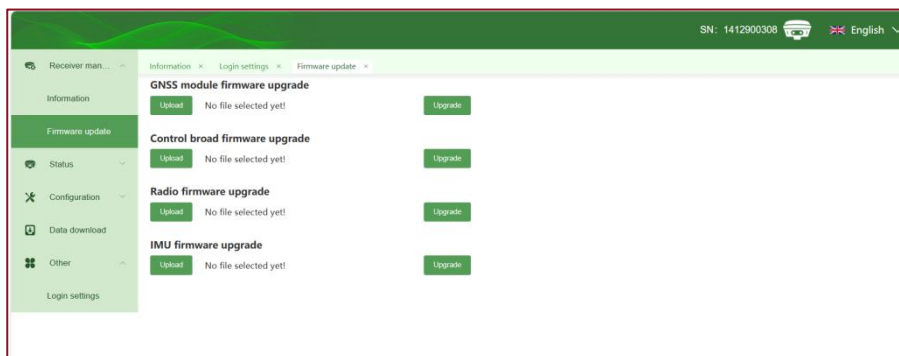 SN: 1412900308 English
Receiver man...
Information
Firmware update
Status
Configuration
Data download
Other
Login settings
Information × Login settings × Firmware update ×
GNSS module firmware upgrade
Upload No file selected yet! Upgrade
Control broad firmware upgrade
Upload No file selected yet! Upgrade
Radio firmware upgrade
Upload No file selected yet! Upgrade
IMU firmware upgrade
Upload No file selected yet! Upgrade